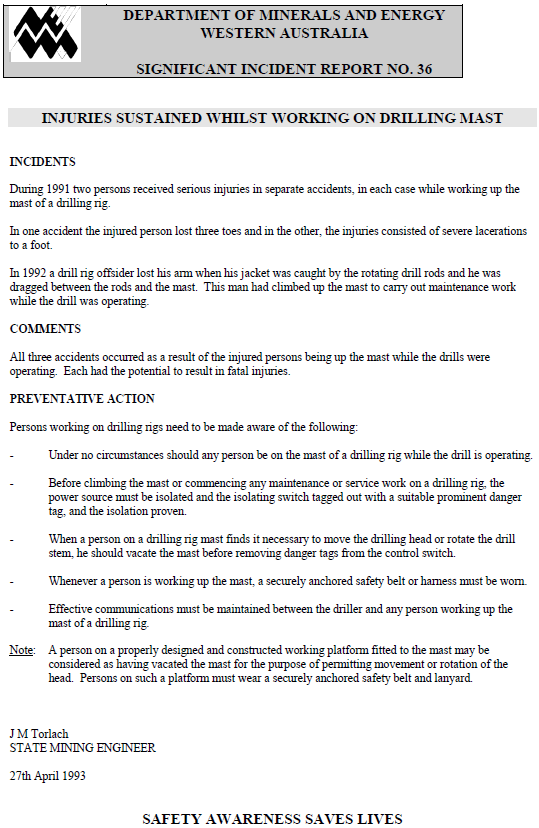 DEPARTMENT OF MINERALS AND ENERGY
WESTERN AUSTRALIA
SIGNIFICANT INCIDENT REPORT NO. 36
INJURIES SUSTAINED WHILST WORKING ON DRILLING MAST
INCIDENTS
During 1991 two persons received serious injuries in separate accidents, in each case while working up the
mast of a drilling rig.
In one accident the injured person lost three toes and in the other, the injuries consisted of severe lacerations
to a foot.
In 1992 a drill rig offsider lost his arm when his jacket was caught by the rotating drill rods and he was
dragged between the rods and the mast. This man had climbed up the mast to carry out maintenance work
while the drill was operating.
COMMENTS
All three accidents occurred as a result of the injured persons being up the mast while the drills were
operating. Each had the potential to result in fatal injuries.
PREVENTATIVE ACTION
Persons working on drilling rigs need to be made aware of the following:
- Under no circumstances should any person be on the mast of a drilling rig while the drill is operating.
- Before climbing the mast or commencing any maintenance or service work on a drilling rig, the
power source must be isolated and the isolating switch tagged out with a suitable prominent danger
tag, and the isolation proven.
- When a person on a drilling rig mast finds it necessary to move the drilling head or rotate the drill
stem, he should vacate the mast before removing danger tags from the control switch.
- Whenever a person is working up the mast, a securely anchored safety belt or harness must be worn.
- Effective communications must be maintained between the driller and any person working up the
mast of a drilling rig.
Note: A person on a properly designed and constructed working platform fitted to the mast may be
considered as having vacated the mast for the purpose of permitting movement or rotation of the
head. Persons on such a platform must wear a securely anchored safety belt and lanyard.
J M Torlach
STATE MINING ENGINEER
27th April 1993
SAFETY AWARENESS SAVES LIVES